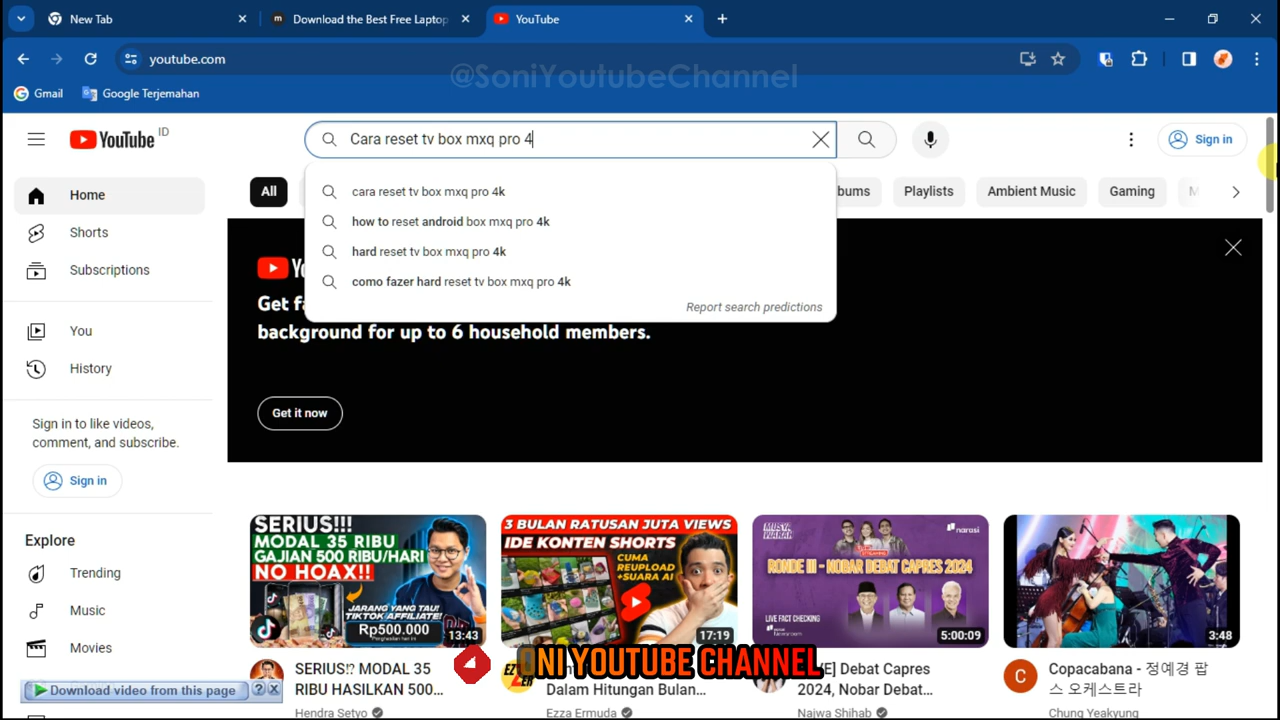 New Tab
Download the Best Free Laptop
YouTube
youtube.com
@SoniYoutubeChannel
Gmail
Google Terjemahan
YouTube ID
Cara reset tv box mxq pro 4
Sign in
Home
Shorts
Subscriptions
You
History
Sign in to like videos,
comment, and subscribe.
Sign in
Explore
Trending
Music
Movies
Download video from this page
?
All
Playlists
Ambient Music
Gaming
cara reset tv box mxq pro 4k
how to reset android box mxq pro 4k
hard reset tv box mxq pro 4k
como fazer hard reset tv box mxq pro 4k
Report search predictions
Get
background for up to 6 household members.
Get it now
SERIUS!!!
MODAL 35 RIBU
GAJIAN 500 RIBU/HARI
NO HOAX!!
JARANG YANG TAU!
TIKTOK AFFILIATE!
Rp500.000
13:43
3 BULAN RATUSAN JUTA VIEWS
IDE KONTEN SHORTS
CUMA
REUPLOAD
+SUARA AI
17:19
MUSYAWARAH
narasi
RONDE III - NOBAR DEBAT CAPRES 2024
LIVE FACT CHECKING
5:00:09
3:48
ONI YOUTUBE CHANNEL
SERIUS!? MODAL 35
RIBU HASILKAN 500...
Hendra Setyo
Dalam Hitungan Bulan...
Ezza Ermuda
E] Debat Capres
2024, Nobar Debat...
Najwa Shihab
C
Copacabana - 정예경 팝
스 오케스트라
Chung Yeakyung